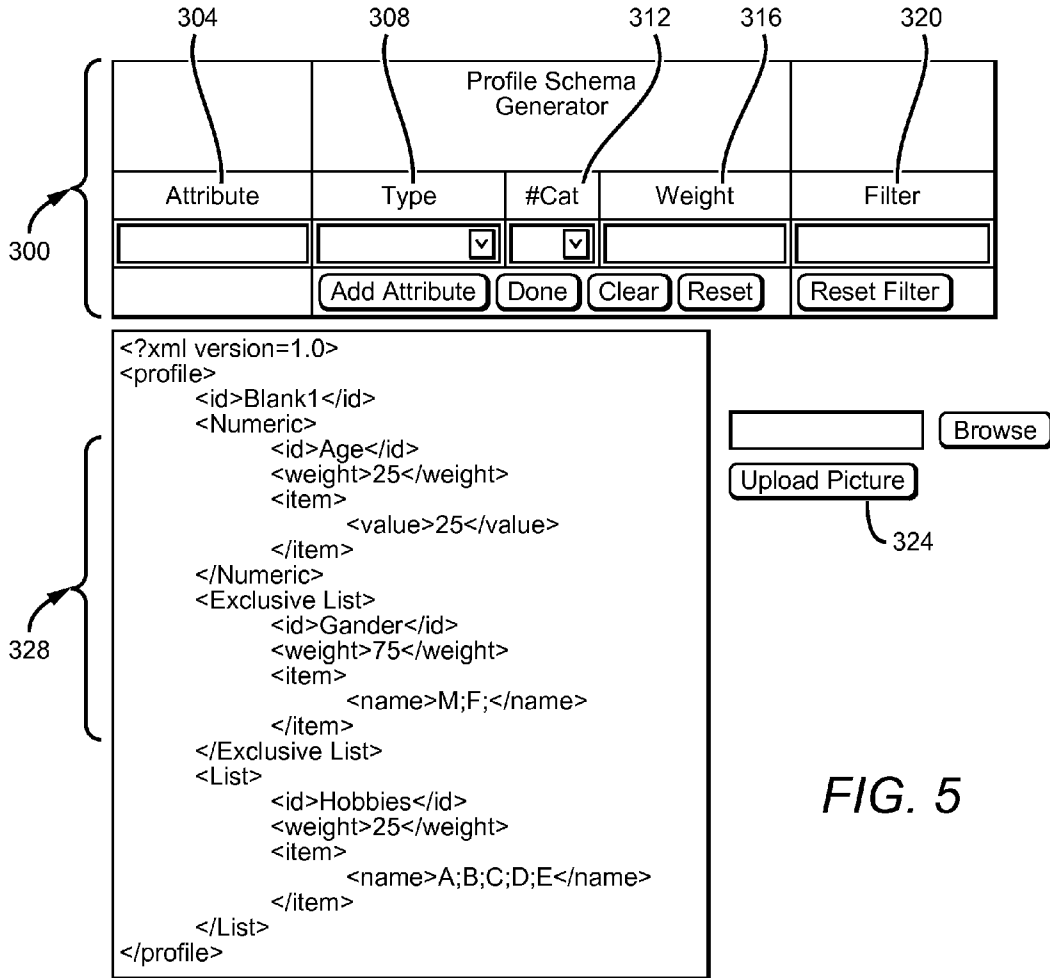 304 308 312 316 320
Profile Schema
Generator
Attribute Type #Cat Weight Filter
300
Add Attribute Done Clear Reset Reset Filter
<?xml version=1.0>
<profile>
<id>Blank1</id>
<Numeric>
<id>Age</id>
<weight>25</weight>
<item>
<value>25</value>
</item>
</Numeric>
<Exclusive List>
<id>Gander</id>
<weight>75</weight>
<item>
<name>M;F;</name>
</item>
</Exclusive List>
<List>
<id>Hobbies</id>
<weight>25</weight>
<item>
<name>A;B;C;D;E</name>
</item>
</List>
</profile>
328
Browse
Upload Picture
324
FIG. 5